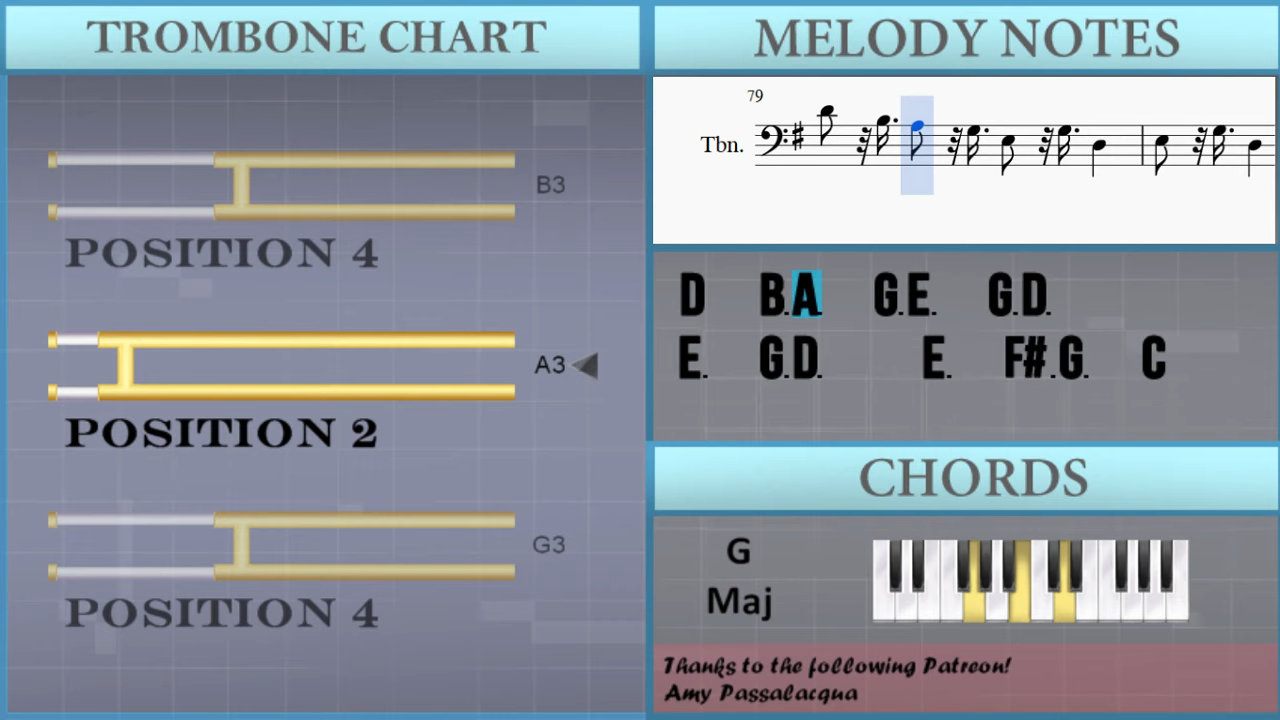 TROMBONE CHART
B3
POSITION 4
A3
POSITION 2
G3
POSITION 4
MELODY NOTES
79
Tbn.
D B.A. G.E. G.D.
E. G.D. E. F#.G. C
CHORDS
G
Maj
Thanks to the following Patreon!
Amy Passalacqua